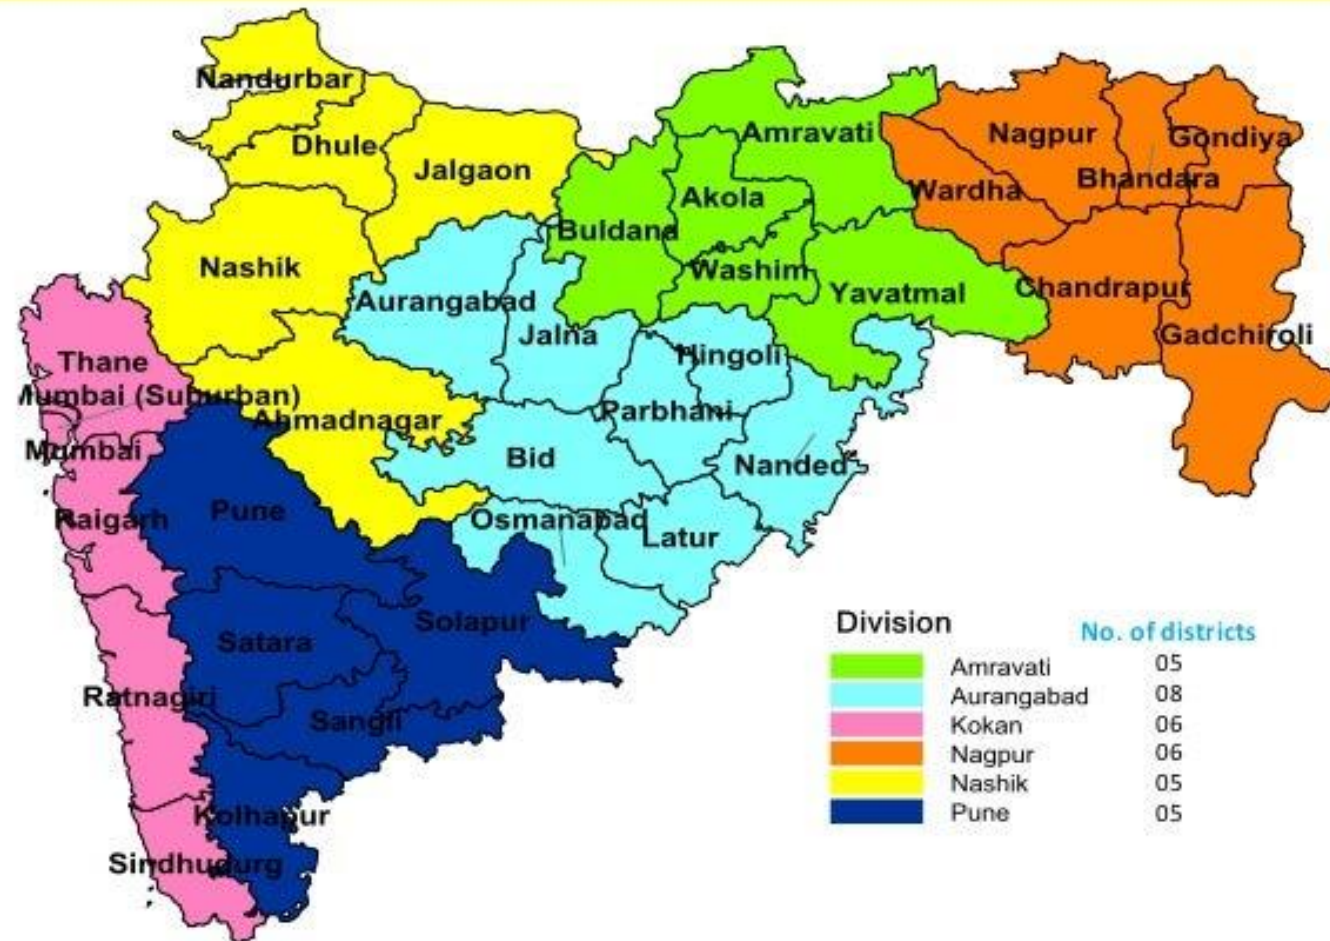 Nandurbar
Dhule
Jalgaon
Nashik
Amravati
Akola
Buldana
Washim
Yavatmal
Nagpur
Gondiya
Bhandara
Wardha
Chandrapur
Gadchiroli
Aurangabad
Jalna
Hingoli
Parbhani
Thane
Mumbai (Suburban)
Ahmadnagar
Mumbai
Bid
Nanded
Raigarh
Pune
Osmanabad
Latur
Satara
Solapur
Ratnagiri
Sangli
Kolhapur
Sindhudurg
Division No. of districts
Amravati 05
Aurangabad 08
Kokan 06
Nagpur 06
Nashik 05
Pune 05